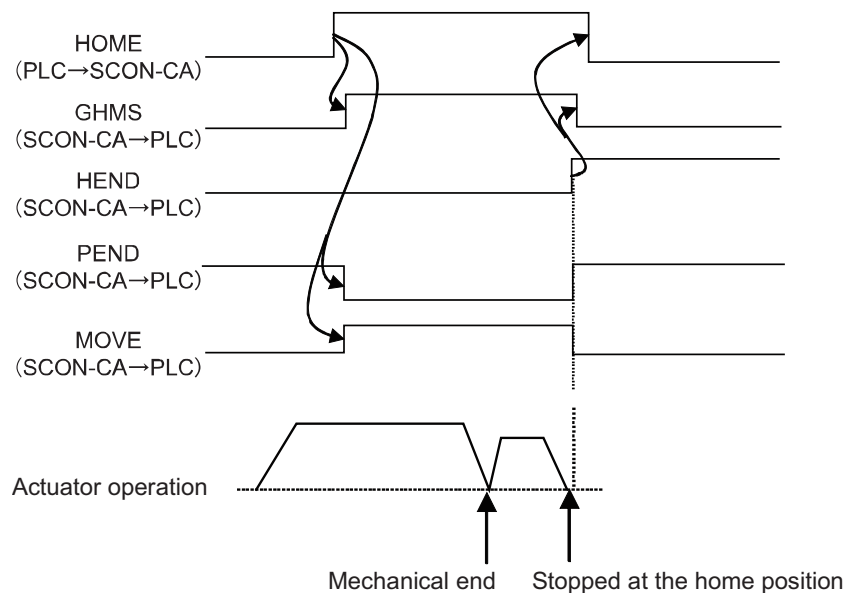 HOME
(PLC→SCON-CA)
GHMS
(SCON-CA→PLC)
HEND
(SCON-CA→PLC)
PEND
(SCON-CA→PLC)
MOVE
(SCON-CA→PLC)
Actuator operation
Mechanical end
Stopped at the home position